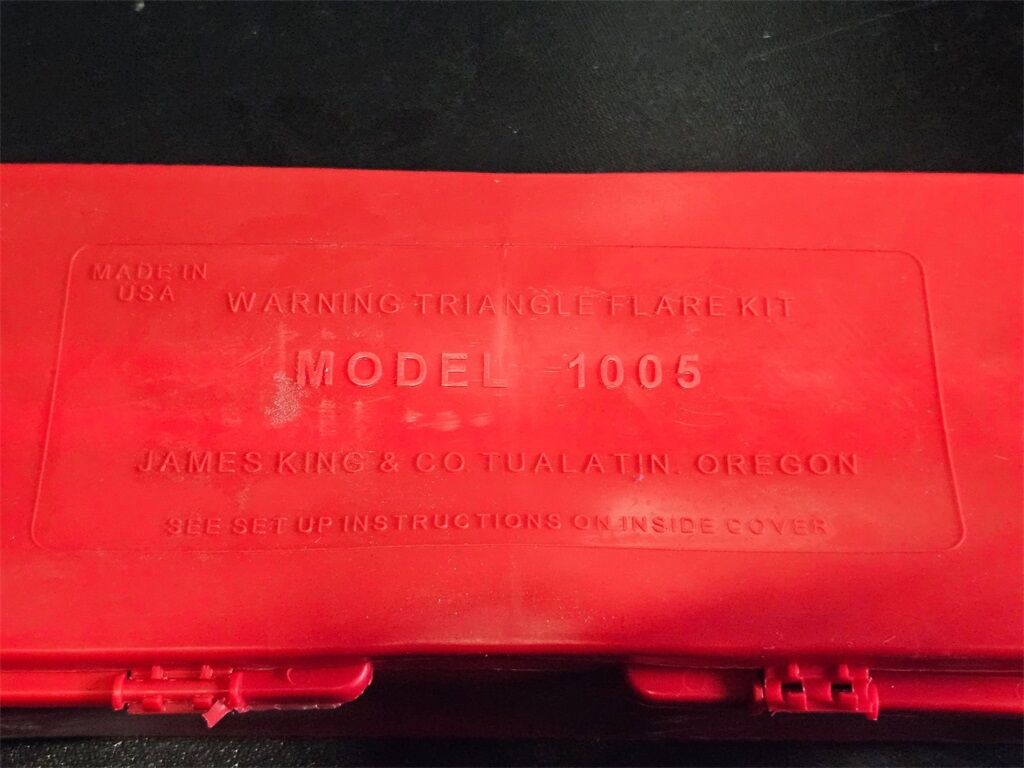 MADE IN
USA
WARNING TRIANGLE FLARE KIT
MODEL 1005
JAMES KING & CO. TUALATIN. OREGON
SEE SET UP INSTRUCTIONS ON INSIDE COVER